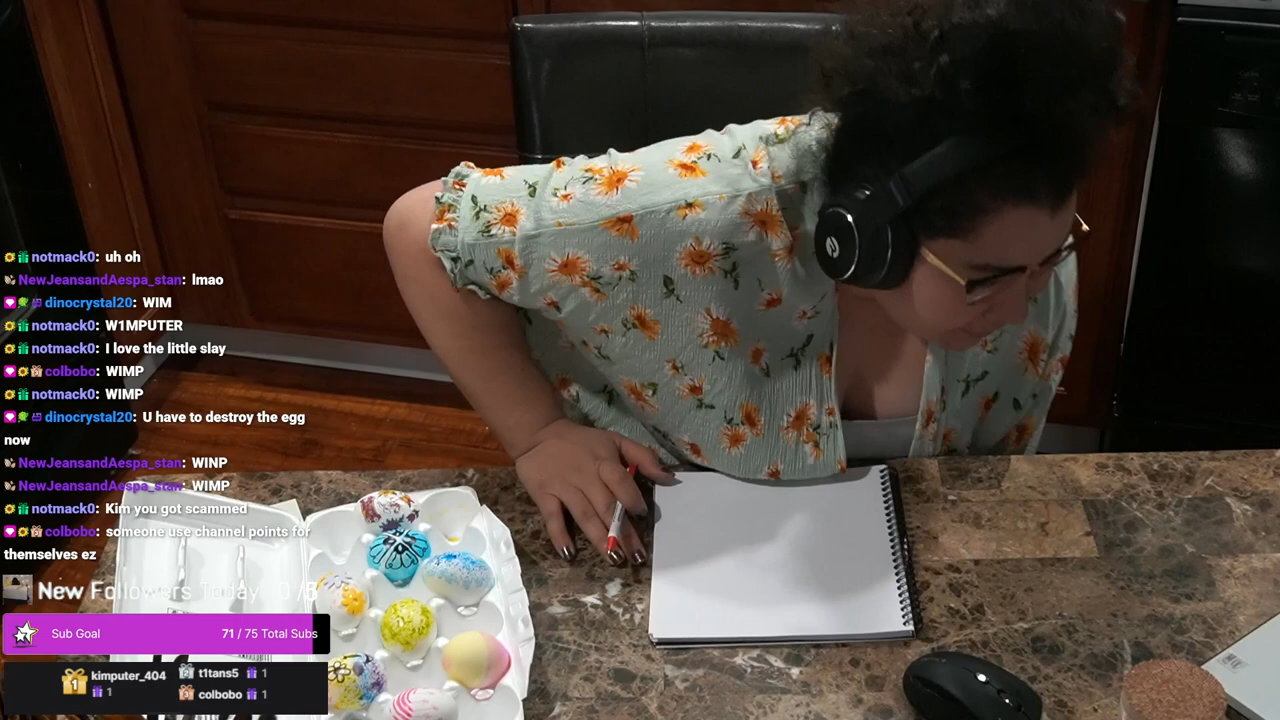 notmack0: uh oh
NewJeansandAespa_stan: lmao
dinocrystal20: WIM
notmack0: W1MPUTER
notmack0: I love the little slay
colbobo: WIMP
notmack0: WIMP
dinocrystal20: U have to destroy the egg
now
NewJeansandAespa_stan: WINP
NewJeansandAespa_stan: WIMP
notmack0: Kim you got scammed
colbobo: someone use channel points for
themselves ez
New Followers Today 0 /5
Sub Goal 71 / 75 Total Subs
1 kimputer_404 1
t1tans5 1
colbobo 1